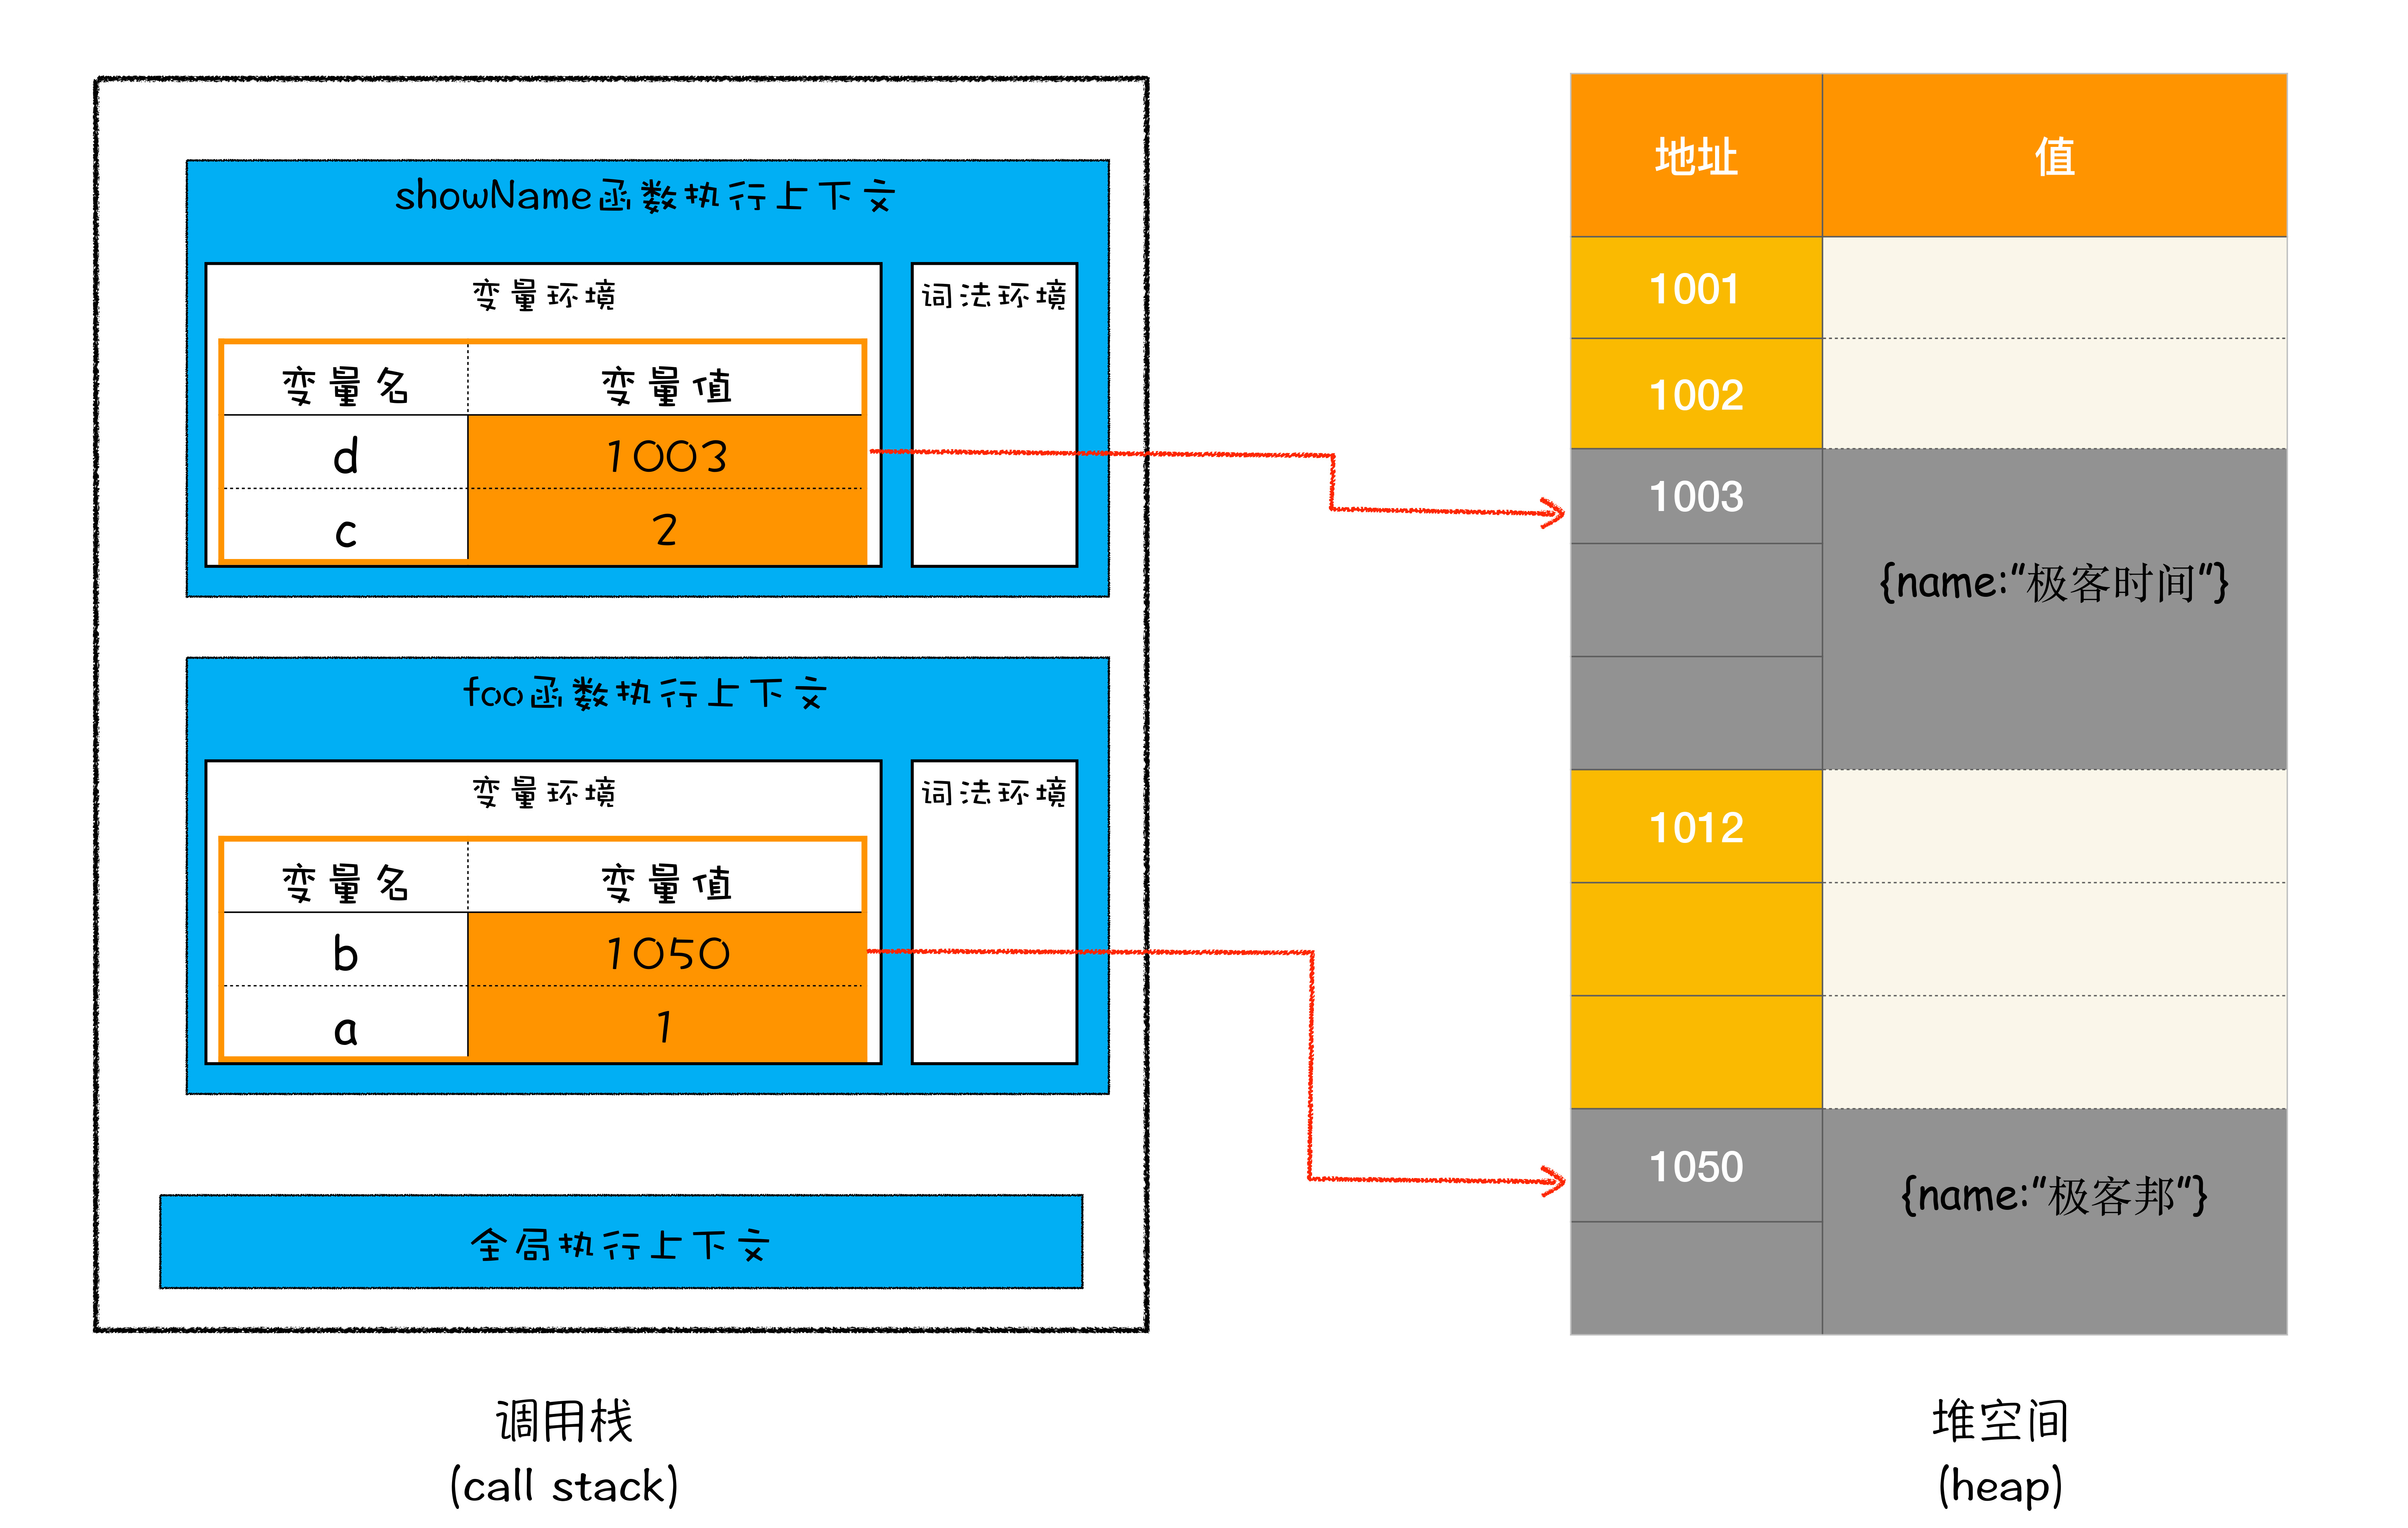 showName函数执行上下文
变量环境
词法环境
变量名 变量值
d 1003
c 2
foo函数执行上下文
变量环境
词法环境
变量名 变量值
b 1050
a 1
全局执行上下文
调用栈
(call stack)
地址 值
1001
1002
1003
{name:"极客时间"}
1012
1050
{name:"极客邦"}
堆空间
(heap)